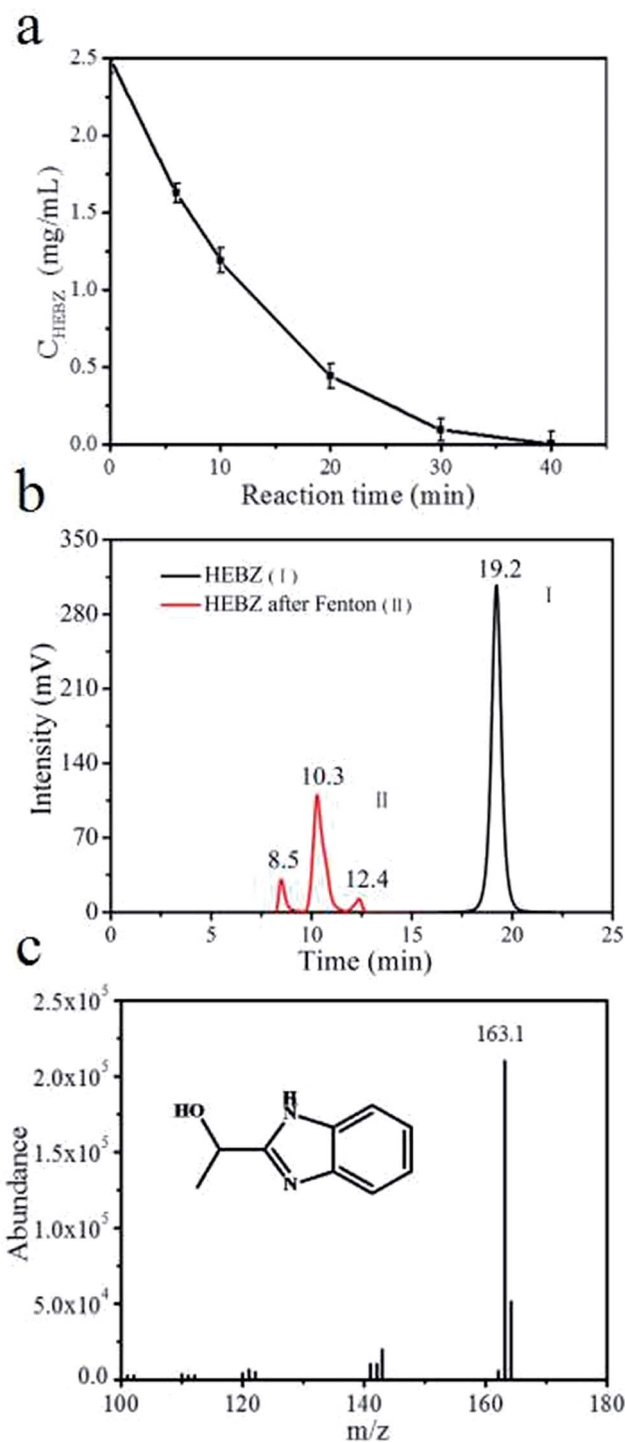 a
2.5
2.0
1.5
1.0
0.5
0.0
C_HEBZ (mg/mL)
0 10 20 30 40
Reaction time (min)
b
350
280
210
140
70
0
Intensity (mV)
HEBZ (Ⅰ)
HEBZ after Fenton (Ⅱ)
19.2
Ⅰ
10.3
Ⅱ
8.5
12.4
0 5 10 15 20 25
Time (min)
c
2.5x10^5
2.0x10^5
1.5x10^5
1.0x10^5
5.0x10^4
0.0
Abundance
163.1
HO
H
N
N
100 120 140 160 180
m/z